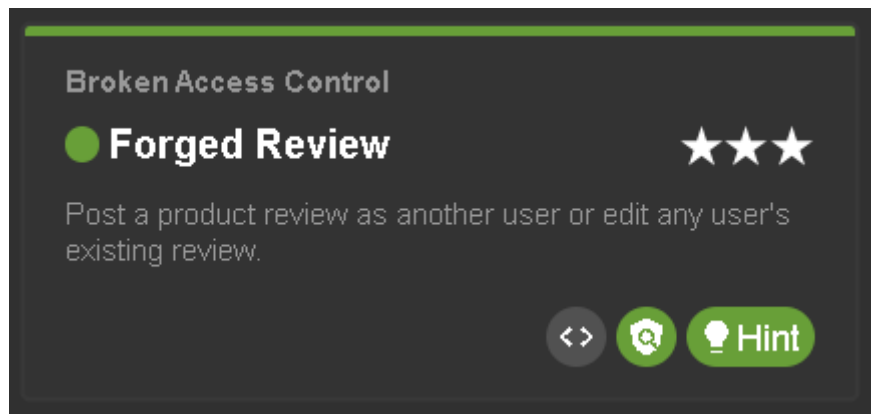 Broken Access Control
Forged Review
Post a product review as another user or edit any user's
existing review.
<> Hint